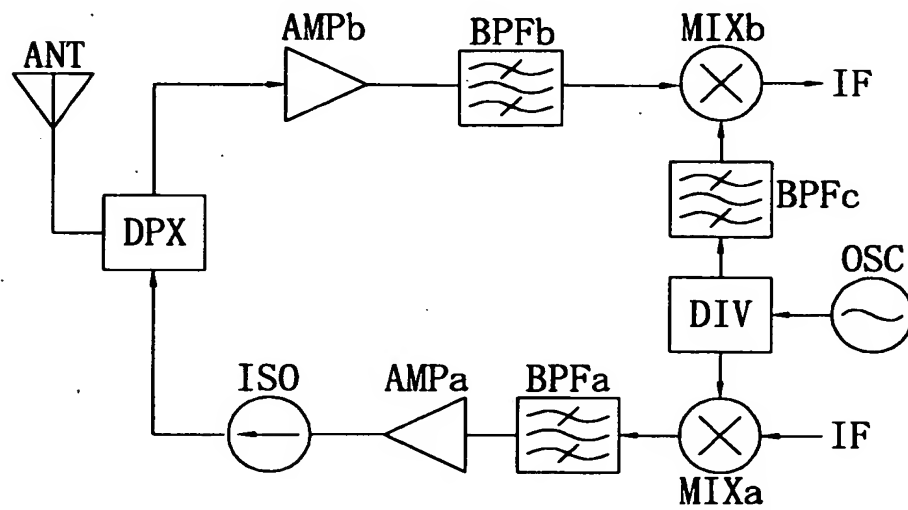 ANT
AMPb
BPFb
MIXb
IF
DPX
BPFc
OSC
DIV
ISO
AMPa
BPFa
IF
MIXa